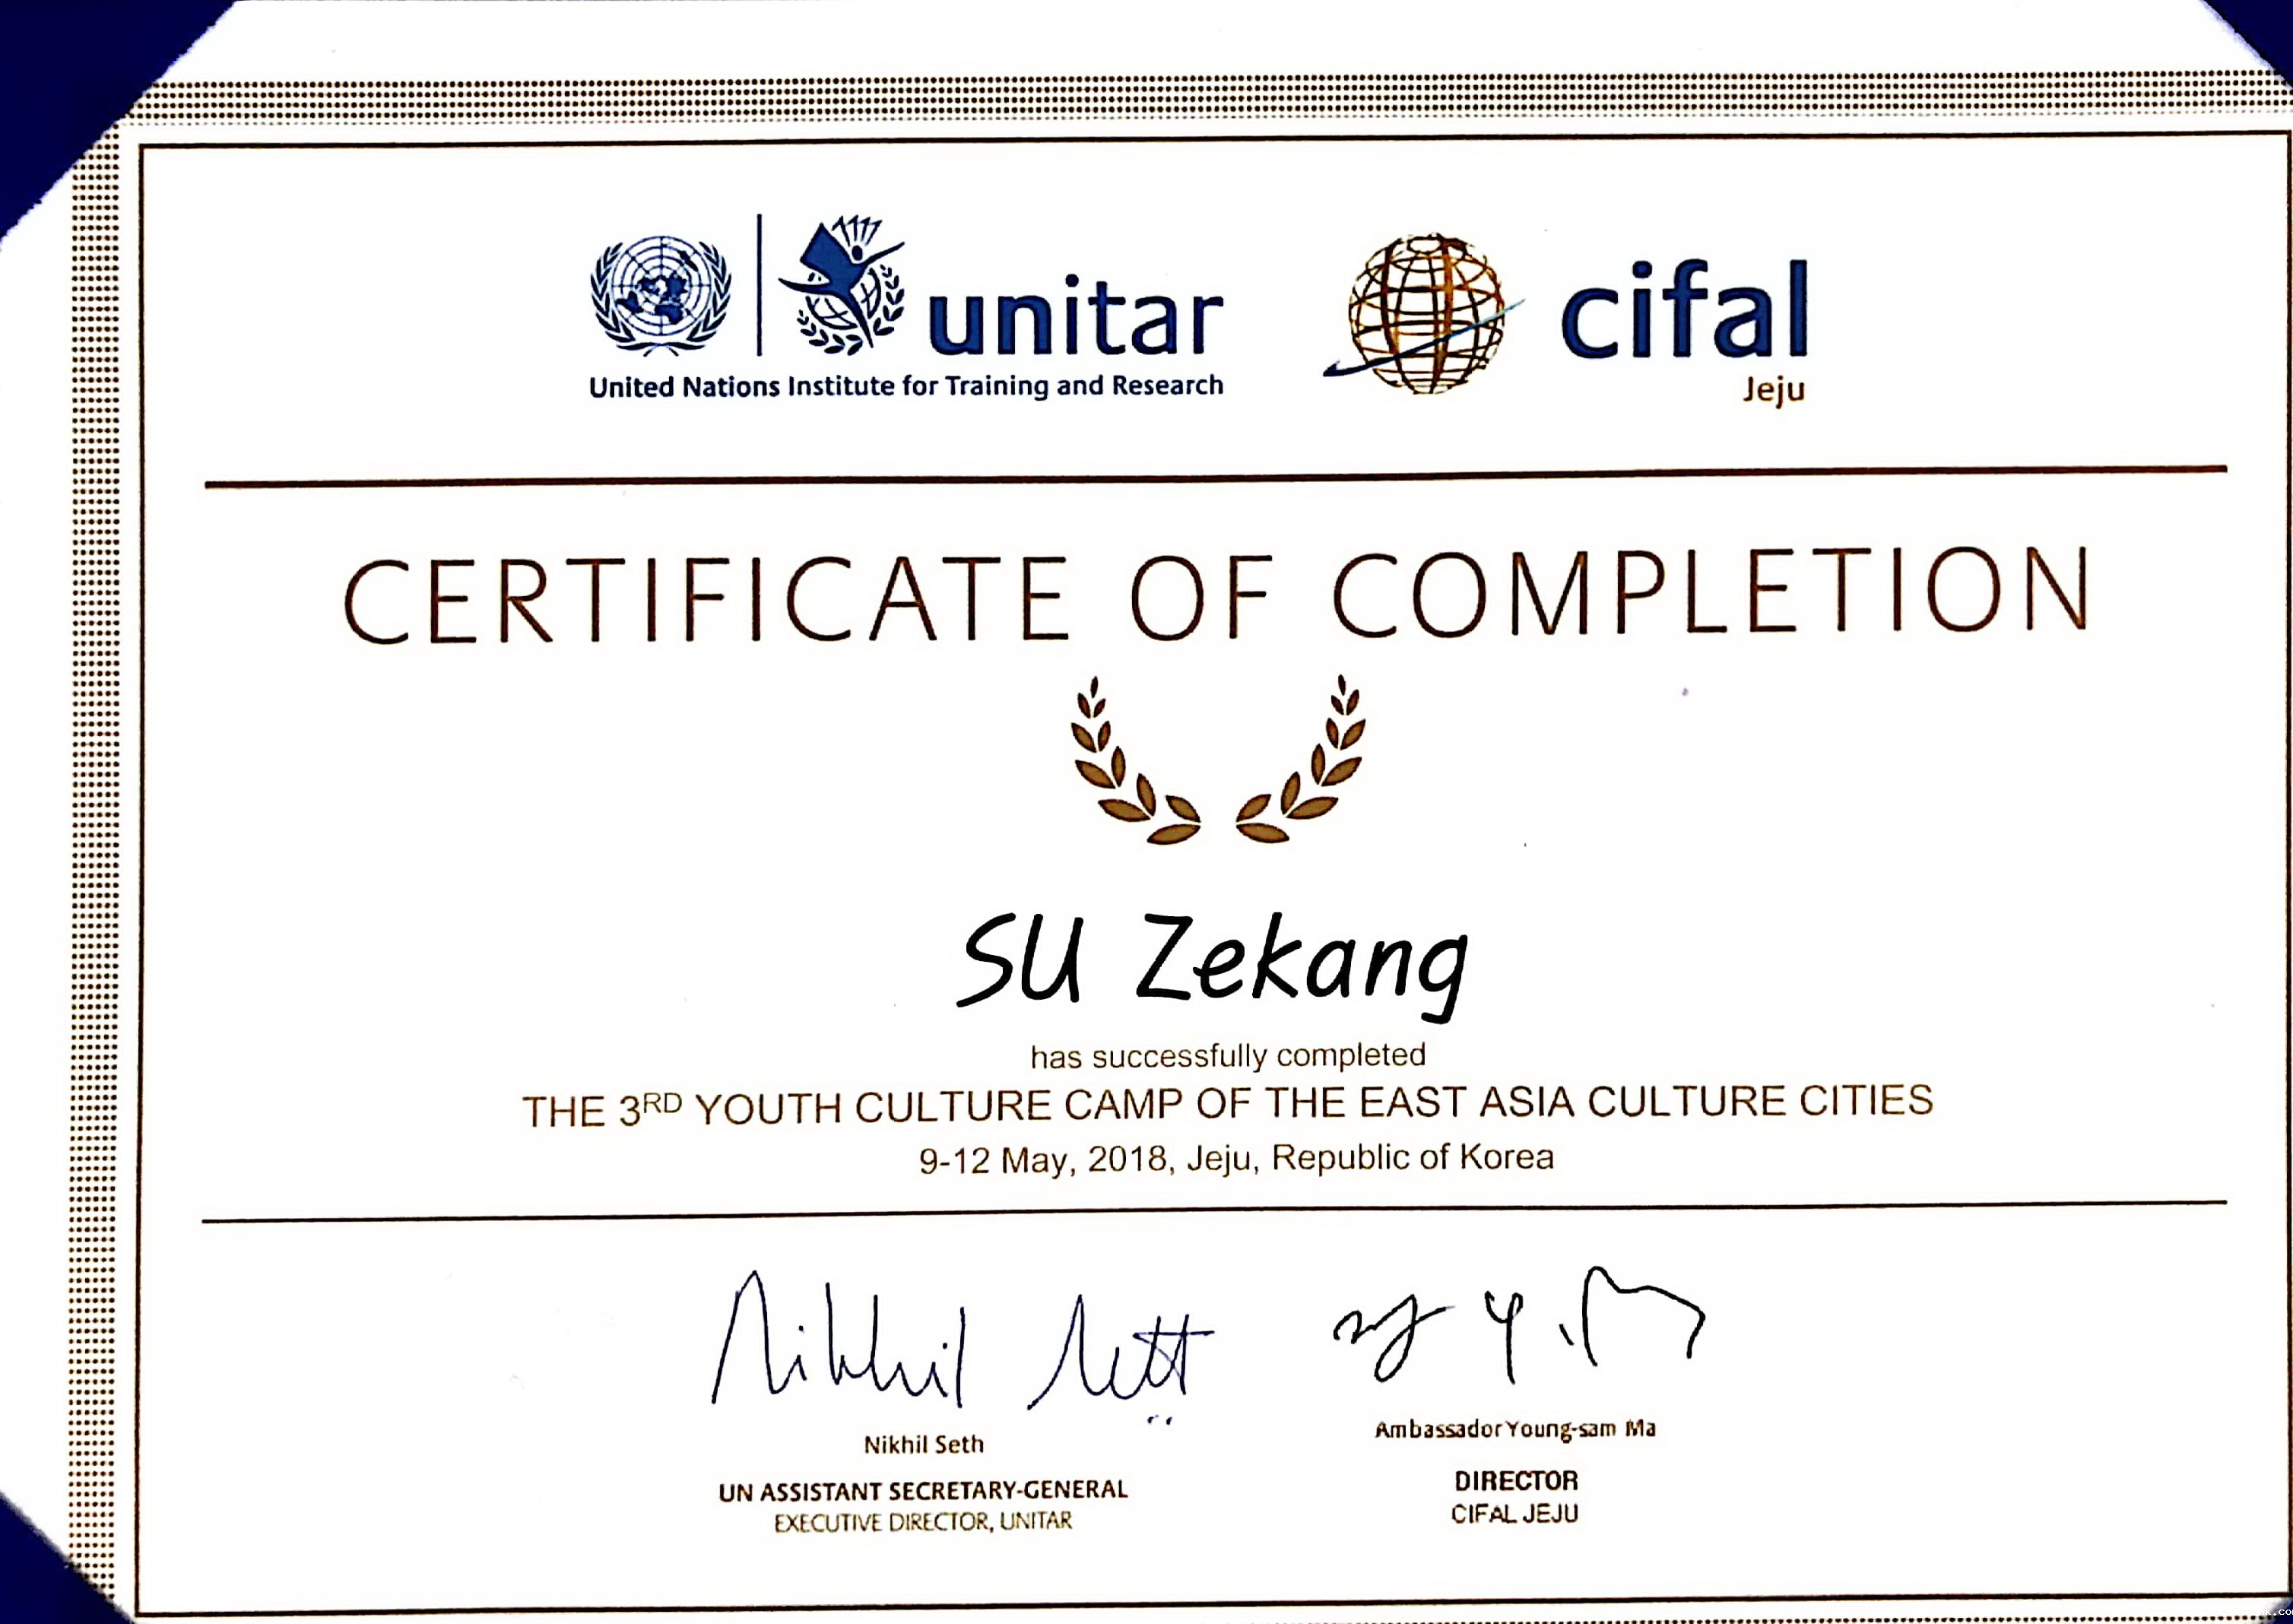 unitar
United Nations Institute for Training and Research
cifal
Jeju
CERTIFICATE OF COMPLETION
SU Zekang
has successfully completed
THE 3RD YOUTH CULTURE CAMP OF THE EAST ASIA CULTURE CITIES
9-12 May, 2018, Jeju, Republic of Korea
Nikhil Seth
Nikhil Seth
UN ASSISTANT SECRETARY-GENERAL
EXECUTIVE DIRECTOR, UNITAR
Ambassador Young-sam Ma
DIRECTOR
CIFAL JEJU